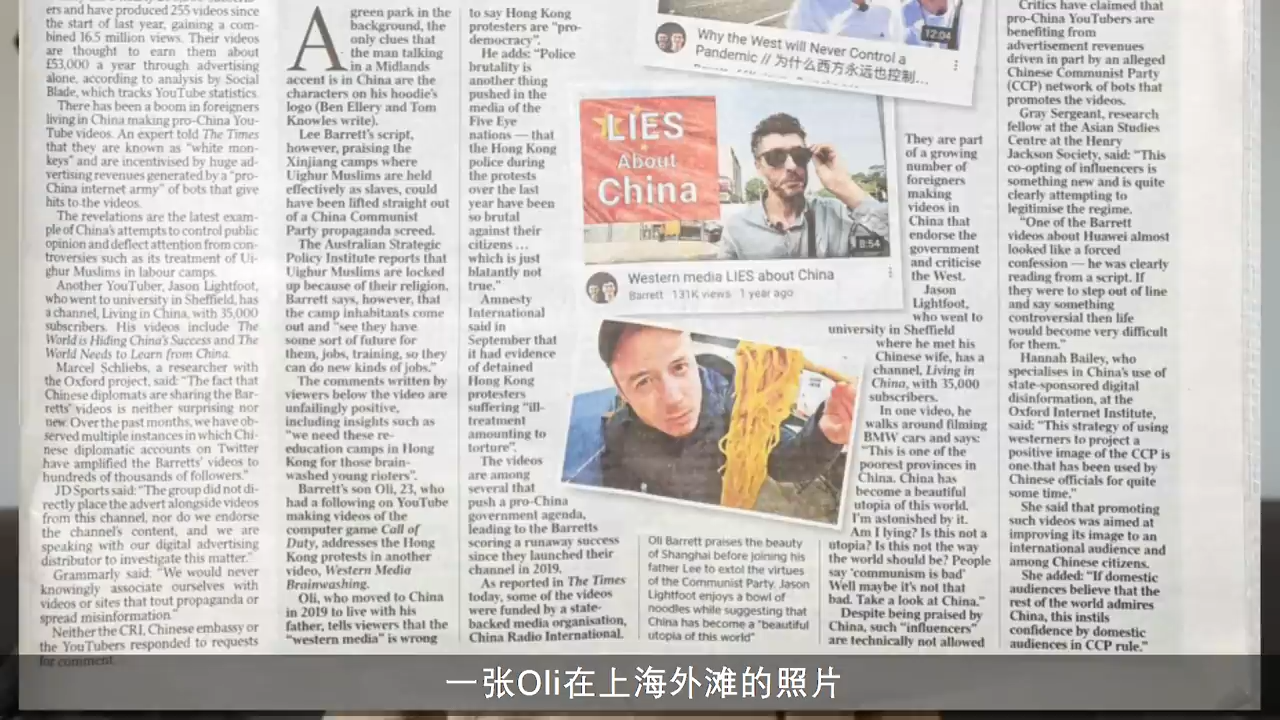 ers and have produced 255 videos since
the start of last year, gaining a com-
bined 16.5 million views. Their videos
are thought to earn them about
£53,000 a year through advertising
alone, according to analysis by Social
Blade, which tracks YouTube statistics.
There has been a boom in foreigners
living in China making pro-China You-
Tube videos. An expert told The Times
that they are known as “white mon-
keys” and are incentivised by huge ad-
vertising revenues generated by a “pro-
China internet army” of bots that give
hits to the videos.
The revelations are the latest exam-
ple of China's attempts to control public
opinion and deflect attention from con-
troversies such as its treatment of Ui-
ghur Muslims in labour camps.
Another YouTuber, Jason Lightfoot,
who went to university in Sheffield, has
a channel, Living in China, with 35,000
subscribers. His videos include The
World is Hiding China's Success and The
World Needs to Learn from China.
Marcel Schliebs, a researcher with
the Oxford project, said: “The fact that
Chinese diplomats are sharing the Bar-
retts' videos is neither surprising nor
new. Over the past months, we have ob-
served multiple instances in which Chi-
nese diplomatic accounts on Twitter
have amplified the Barretts' videos to
hundreds of thousands of followers.”
JD Sports said: “The group did not di-
rectly place the advert alongside videos
from this channel, nor do we endorse
the channel's content, and we are
speaking with our digital advertising
distributor to investigate this matter.”
Grammarly said: “We would never
knowingly associate ourselves with
videos or sites that tout propaganda or
spread misinformation.”
Neither the CRI, Chinese embassy or
the YouTubers responded to requests
for comment.
A green park in the
background, the
only clues that
the man talking
in a Midlands
accent is in China are the
characters on his hoodie's
logo (Ben Ellery and Tom
Knowles write).
Lee Barrett's script,
however, praising the
Xinjiang camps where
Uighur Muslims are held
effectively as slaves, could
have been lifted straight out
of a China Communist
Party propaganda screed.
The Australian Strategic
Policy Institute reports that
Uighur Muslims are locked
up because of their religion.
Barrett says, however, that
the camp inhabitants come
out and “see they have
some sort of future for
them, jobs, training, so they
can do new kinds of jobs.”
The comments written by
viewers below the video are
unfailingly positive,
including insights such as
“we need these re-
education camps in Hong
Kong for those brain-
washed young rioters”.
Barrett's son Oli, 23, who
had a following on YouTube
making videos of the
computer game Call of
Duty, addresses the Hong
Kong protests in another
video, Western Media
Brainwashing.
Oli, who moved to China
in 2019 to live with his
father, tells viewers that the
“western media” is wrong
to say Hong Kong
protesters are “pro-
democracy”.
He adds: “Police
brutality is
another thing
pushed in the
media of the
Five Eye
nations — that
the Hong Kong
police during
the protests
over the last
year have been
so brutal
against their
citizens ...
which is just
blatantly not
true.”
Amnesty
International
said in
September that
it had evidence
of detained
Hong Kong
protesters
suffering “ill-
treatment
amounting to
torture”.
The videos
are among
several that
push a pro-China
government agenda,
leading to the Barretts
scoring a runaway success
since they launched their
channel in 2019.
As reported in The Times
today, some of the videos
were funded by a state-
backed media organisation,
China Radio International.
12:04
Why the West will Never Control a
Pandemic // 为什么西方永远也控制...
LIES
About
China
8:54
Western media LIES about China
Barrett 131K views 1 year ago
Oli Barrett praises the beauty
of Shanghai before joining his
father Lee to extol the virtues
of the Communist Party. Jason
Lightfoot enjoys a bowl of
noodles while suggesting that
China has become a “beautiful
utopia of this world”
They are part
of a growing
number of
foreigners
making
videos in
China that
endorse the
government
and criticise
the West.
Jason
Lightfoot,
who went to
university in Sheffield
where he met his
Chinese wife, has a
channel, Living in
China, with 35,000
subscribers.
In one video, he
walks around filming
BMW cars and says:
“This is one of the
poorest provinces in
China. China has
become a beautiful
utopia of this world.
I'm astonished by it.
Am I lying? Is this not a
utopia? Is this not the way
the world should be? People
say ‘communism is bad’
Well maybe it's not that
bad. Take a look at China.”
Despite being praised by
China, such “influencers”
are technically not allowed
Critics have claimed that
pro-China YouTubers are
benefiting from
advertisement revenues
driven in part by an alleged
Chinese Communist Party
(CCP) network of bots that
promotes the videos.
Gray Sergeant, research
fellow at the Asian Studies
Centre at the Henry
Jackson Society, said: “This
co-opting of influencers is
something new and is quite
clearly attempting to
legitimise the regime.
“One of the Barrett
videos about Huawei almost
looked like a forced
confession — he was clearly
reading from a script. If
they were to step out of line
and say something
controversial then life
would become very difficult
for them.”
Hannah Bailey, who
specialises in China's use of
state-sponsored digital
disinformation, at the
Oxford Internet Institute,
said: “This strategy of using
westerners to project a
positive image of the CCP is
one that has been used by
Chinese officials for quite
some time.”
She said that promoting
such videos was aimed at
improving its image to an
international audience and
among Chinese citizens.
She added: “If domestic
audiences believe that the
rest of the world admires
China, this instils
confidence by domestic
audiences in CCP rule.”
一张Oli在上海外滩的照片